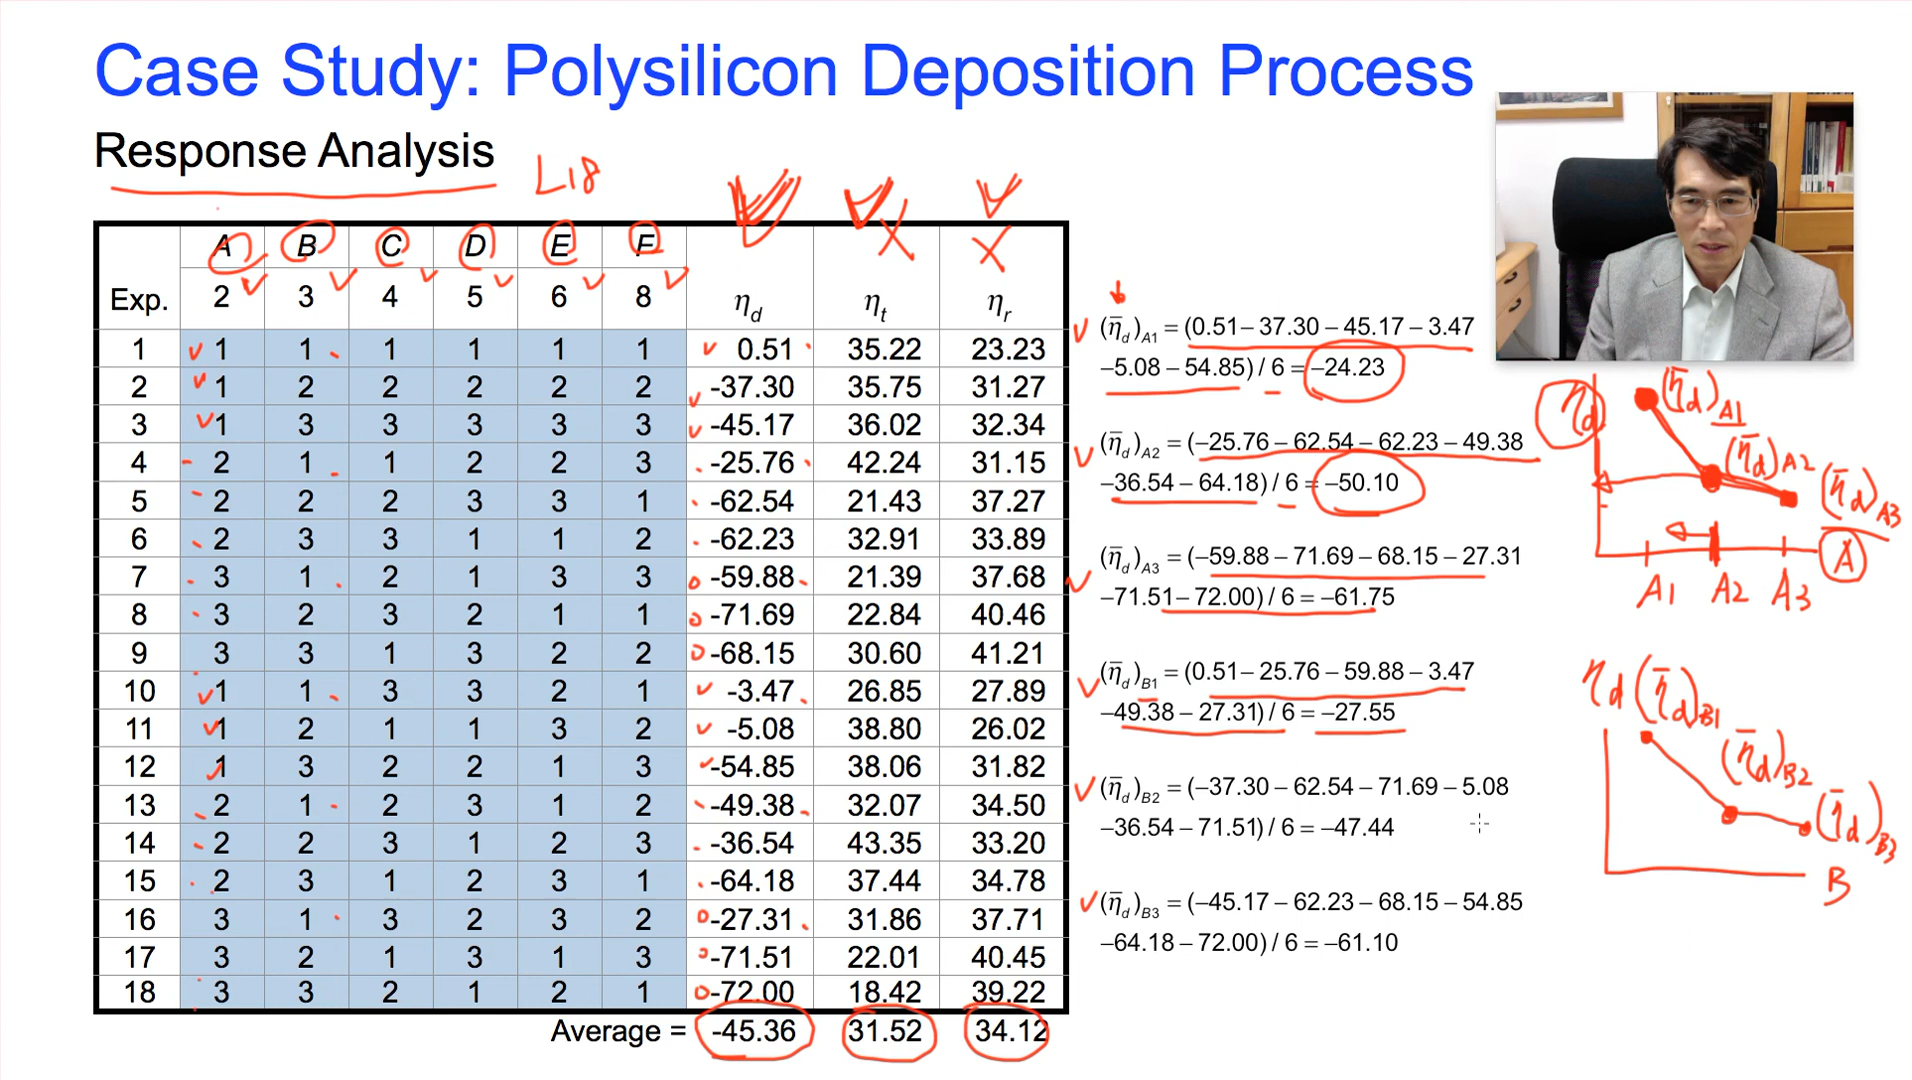 Case Study: Polysilicon Deposition Process
Response Analysis
L18
A B C D E F
Exp. 2 3 4 5 6 8 ηd ηt ηr
1 1 1 1 1 1 1 0.51 35.22 23.23
2 1 2 2 2 2 2 -37.30 35.75 31.27
3 1 3 3 3 3 3 -45.17 36.02 32.34
4 2 1 1 2 2 3 -25.76 42.24 31.15
5 2 2 2 3 3 1 -62.54 21.43 37.27
6 2 3 3 1 1 2 -62.23 32.91 33.89
7 3 1 2 1 3 3 -59.88 21.39 37.68
8 3 2 3 2 1 1 -71.69 22.84 40.46
9 3 3 1 3 2 2 -68.15 30.60 41.21
10 1 1 3 3 2 1 -3.47 26.85 27.89
11 1 2 1 1 3 2 -5.08 38.80 26.02
12 1 3 2 2 1 3 -54.85 38.06 31.82
13 2 1 2 3 1 2 -49.38 32.07 34.50
14 2 2 3 1 2 3 -36.54 43.35 33.20
15 2 3 1 2 3 1 -64.18 37.44 34.78
16 3 1 3 2 3 2 -27.31 31.86 37.71
17 3 2 1 3 1 3 -71.51 22.01 40.45
18 3 3 2 1 2 1 -72.00 18.42 39.22
Average = -45.36 31.52 34.12
(η̄d)A1 = (0.51– 37.30 – 45.17 – 3.47
–5.08 – 54.85) / 6 = –24.23
(η̄d)A2 = (–25.76 – 62.54 – 62.23 – 49.38
–36.54 – 64.18) / 6 = –50.10
(η̄d)A3 = (–59.88 – 71.69 – 68.15 – 27.31
–71.51– 72.00) / 6 = –61.75
(η̄d)B1 = (0.51– 25.76 – 59.88 – 3.47
–49.38 – 27.31) / 6 = –27.55
(η̄d)B2 = (–37.30 – 62.54 – 71.69 – 5.08
–36.54 – 71.51) / 6 = –47.44
(η̄d)B3 = (–45.17 – 62.23 – 68.15 – 54.85
–64.18 – 72.00) / 6 = –61.10
ηd (η̄d)A1
(η̄d)A2 (η̄d)A3
A
A1 A2 A3
ηd (η̄d)B1
(η̄d)B2
(η̄d)B3
B